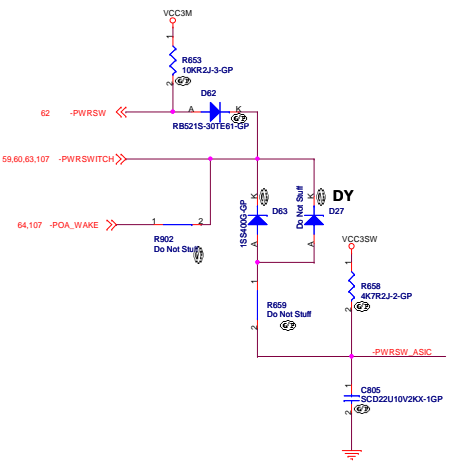 VCC3M
1
R653
10KR2J-3-GP
2
D62
62 -PWRSW
A K
RB521S-30TE61-GP
59,60,63,107 -PWRSWITCH
K
1SS400G-GP
D63
A
K
Do Not Stuff
D27
A
DY
64,107 -POA_WAKE
1 2
R902
Do Not Stuff
VCC3SW
1
R658
4K7R2J-2-GP
2
1
R659
Do Not Stuff
2
-PWRSW_ASIC
1
C805
SCD22U10V2KX-1GP
2